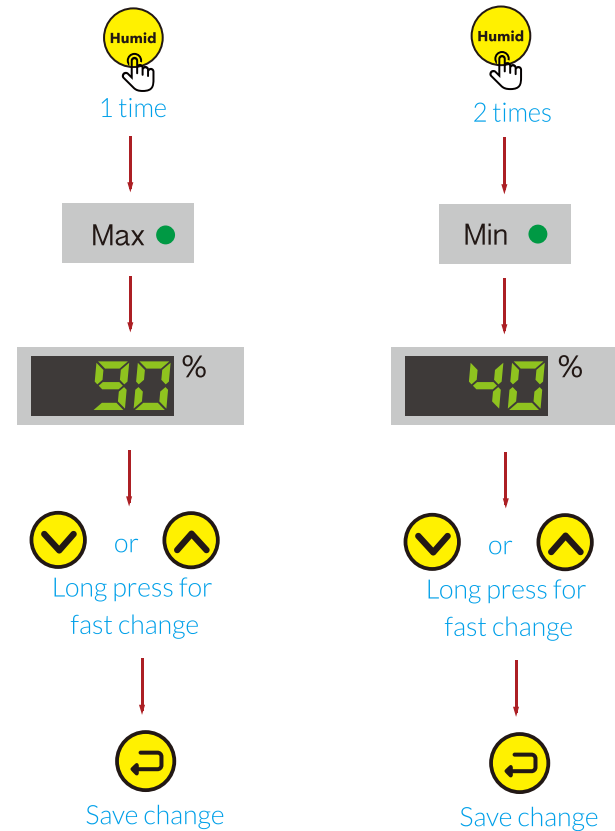 Humid
1 time
Max
90 %
or
Long press for
fast change
Save change
Humid
2 times
Min
40 %
or
Long press for
fast change
Save change